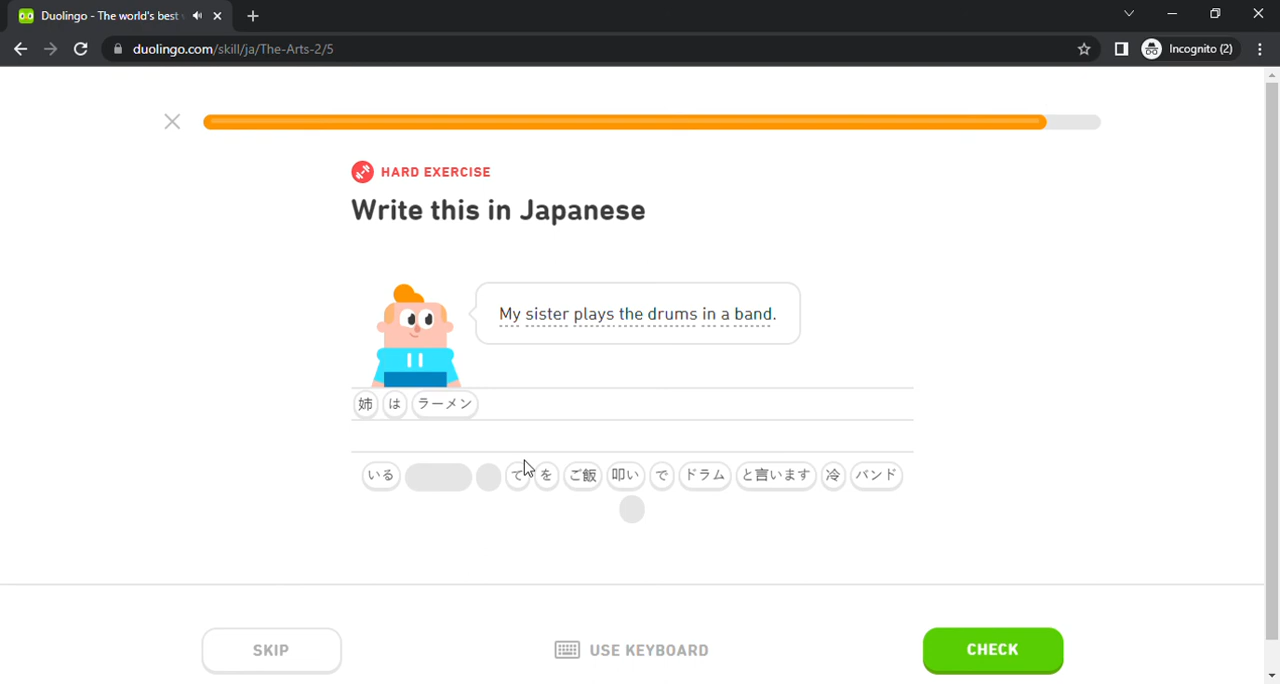 Duolingo - The world's best
duolingo.com/skill/ja/The-Arts-2/5
Incognito (2)
HARD EXERCISE
Write this in Japanese
My sister plays the drums in a band.
姉 は ラーメン
いる て を ご飯 叩い で ドラム と言います 冷 バンド
SKIP
USE KEYBOARD
CHECK